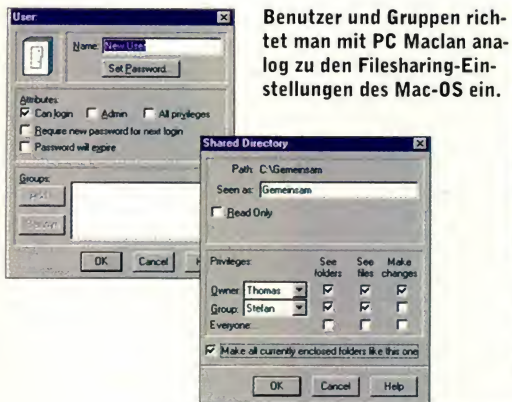 Benutzer und Gruppen rich-
tet man mit PC Maclan ana-
log zu den Filesharing-Ein-
stellungen des Mac-OS ein.
User
Name: New User
Set Password...
Attributes:
Can login Admin All privileges
Require new password for next login
Password will expire
Groups:
OK Cancel H
Shared Directory
Path: C:\Gemeinsam
Seen as: Gemeinsam
Read Only
Privileges: See folders See files Make changes
Owner: Thomas
Group: Stefan
Everyone:
Make all currently enclosed folders like this one
OK Cancel Help